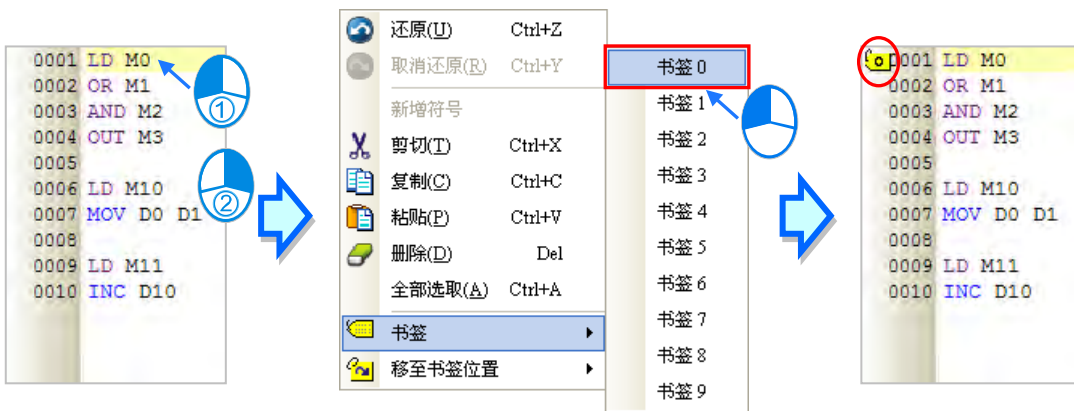 0001 LD M0
0002 OR M1
0003 AND M2
0004 OUT M3
0005
0006 LD M10
0007 MOV D0 D1
0008
0009 LD M11
0010 INC D10
①
②
还原(U) Ctrl+Z
取消还原(R) Ctrl+Y
新增符号
剪切(T) Ctrl+X
复制(C) Ctrl+C
粘贴(P) Ctrl+V
删除(D) Del
全部选取(A) Ctrl+A
书签
移至书签位置
书签 0
书签 1
书签 2
书签 3
书签 4
书签 5
书签 6
书签 7
书签 8
书签 9
0
0001 LD M0
0002 OR M1
0003 AND M2
0004 OUT M3
0005
0006 LD M10
0007 MOV D0 D1
0008
0009 LD M11
0010 INC D10